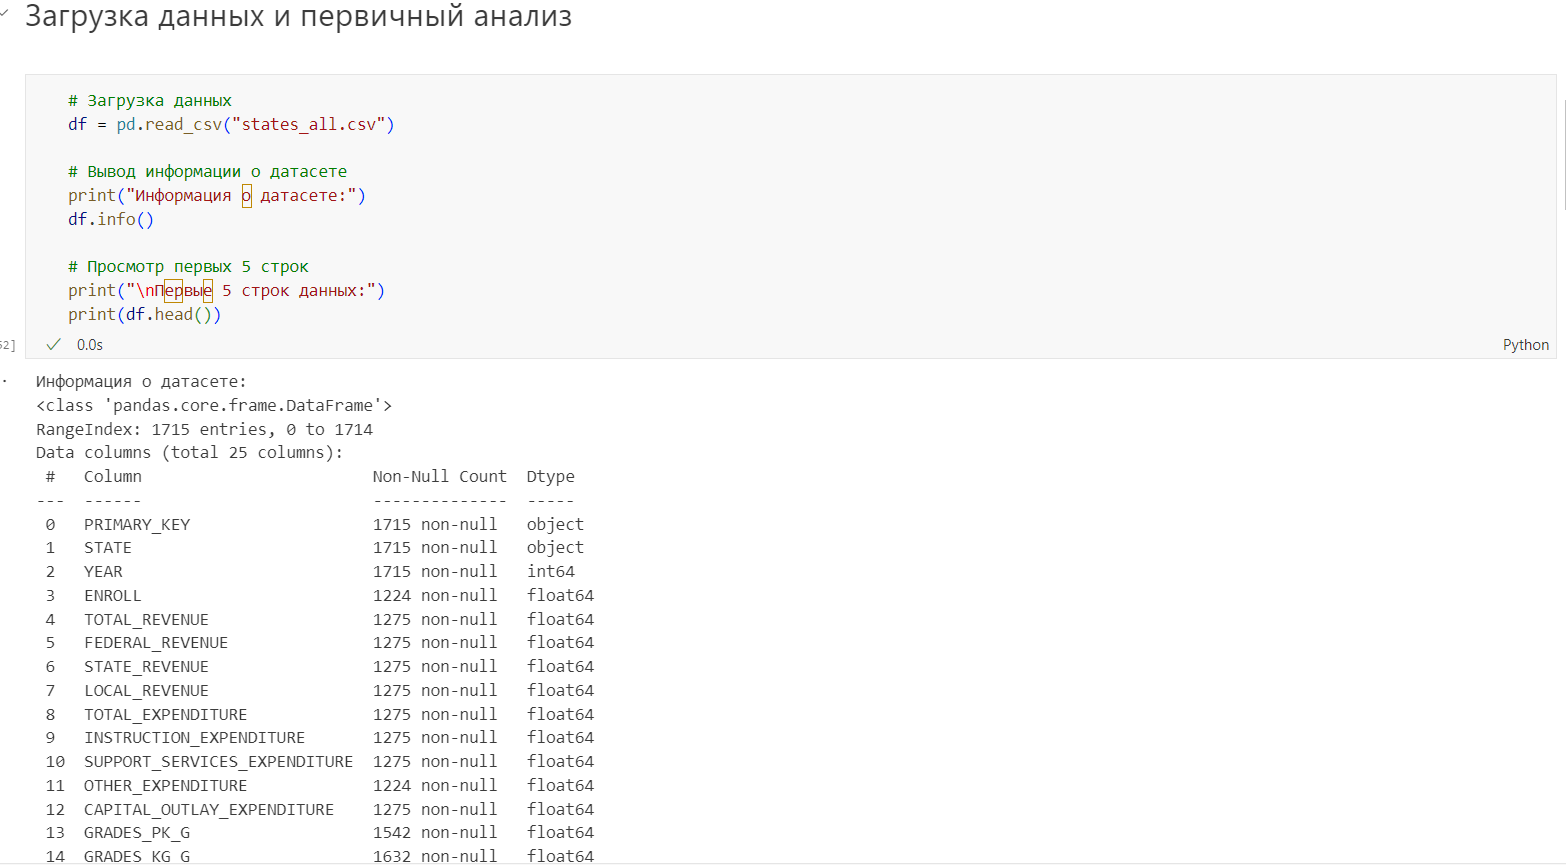 Загрузка данных и первичный анализ
# Загрузка данных
df = pd.read_csv("states_all.csv")
# Вывод информации о датасете
print("Информация о датасете:")
df.info()
# Просмотр первых 5 строк
print("\nПервые 5 строк данных:")
print(df.head())
52]
0.0s
Python
Информация о датасете:
<class 'pandas.core.frame.DataFrame'>
RangeIndex: 1715 entries, 0 to 1714
Data columns (total 25 columns):
 #   Column                        Non-Null Count  Dtype
---  ------                        --------------  -----
 0   PRIMARY_KEY                   1715 non-null   object
 1   STATE                         1715 non-null   object
 2   YEAR                          1715 non-null   int64
 3   ENROLL                        1224 non-null   float64
 4   TOTAL_REVENUE                 1275 non-null   float64
 5   FEDERAL_REVENUE               1275 non-null   float64
 6   STATE_REVENUE                 1275 non-null   float64
 7   LOCAL_REVENUE                 1275 non-null   float64
 8   TOTAL_EXPENDITURE             1275 non-null   float64
 9   INSTRUCTION_EXPENDITURE       1275 non-null   float64
 10  SUPPORT_SERVICES_EXPENDITURE  1275 non-null   float64
 11  OTHER_EXPENDITURE             1224 non-null   float64
 12  CAPITAL_OUTLAY_EXPENDITURE    1275 non-null   float64
 13  GRADES_PK_G                   1542 non-null   float64
 14  GRADES_KG_G                   1632 non-null   float64